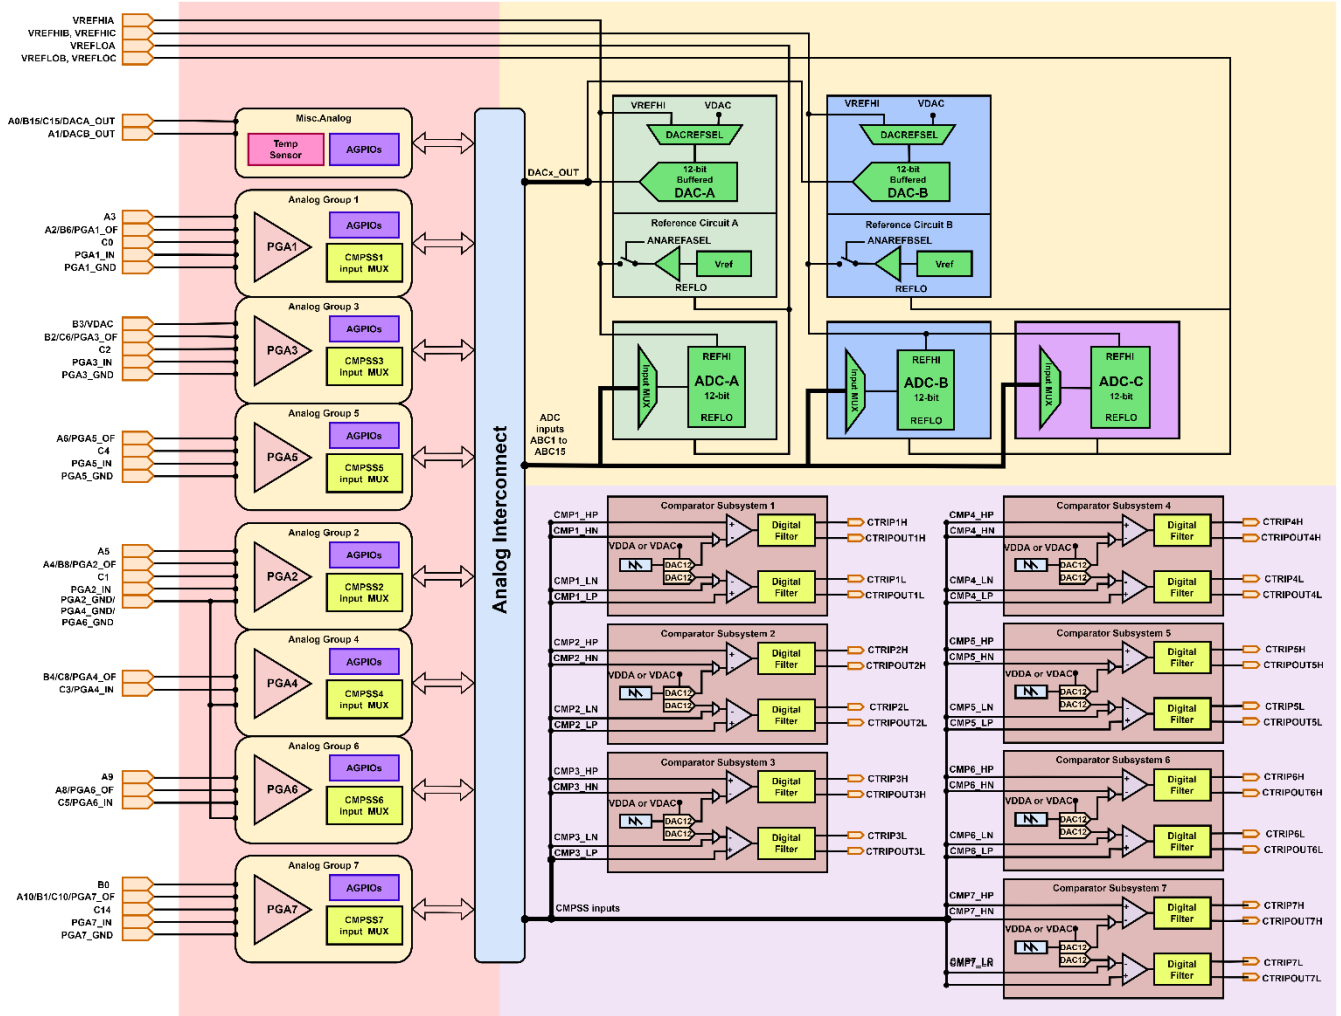 VREFHIA
VREFHIB, VREFHIC
VREFLOA
VREFLOB, VREFLOC
A0/B15/C15/DACA_OUT
A1/DACB_OUT
Misc.Analog
Temp
Sensor
AGPIOs
A3
A2/B6/PGA1_OF
C0
PGA1_IN
PGA1_GND
Analog Group 1
PGA1
AGPIOs
CMPSS1
input MUX
B3/VDAC
B2/C6/PGA3_OF
C2
PGA3_IN
PGA3_GND
Analog Group 3
PGA3
AGPIOs
CMPSS3
input MUX
A6/PGA5_OF
C4
PGA5_IN
PGA5_GND
Analog Group 5
PGA5
AGPIOs
CMPSS5
input MUX
A5
A4/B8/PGA2_OF
C1
PGA2_IN
PGA2_GND/
PGA4_GND/
PGA6_GND
Analog Group 2
PGA2
AGPIOs
CMPSS2
input MUX
B4/C8/PGA4_OF
C3/PGA4_IN
Analog Group 4
PGA4
AGPIOs
CMPSS4
input MUX
A9
A8/PGA6_OF
C5/PGA6_IN
Analog Group 6
PGA6
AGPIOs
CMPSS6
input MUX
B0
A10/B1/C10/PGA7_OF
C14
PGA7_IN
PGA7_GND
Analog Group 7
PGA7
AGPIOs
CMPSS7
input MUX
Analog Interconnect
DACx_OUT
VREFHI
VDAC
DACREFSEL
12-bit
Buffered
DAC-A
Reference Circuit A
ANAREFASEL
Vref
REFLO
VREFHI
VDAC
DACREFSEL
12-bit
Buffered
DAC-B
Reference Circuit B
ANAREFBSEL
Vref
REFLO
ADC
inputs
ABC1 to
ABC15
Input MUX
REFHI
ADC-A
12-bit
REFLO
Input MUX
REFHI
ADC-B
12-bit
REFLO
Input MUX
REFHI
ADC-C
12-bit
REFLO
Comparator Subsystem 1
CMP1_HP
CMP1_HN
VDDA or VDAC
DAC12
DAC12
CMP1_LN
CMP1_LP
Digital
Filter
Digital
Filter
CTRIP1H
CTRIPOUT1H
CTRIP1L
CTRIPOUT1L
Comparator Subsystem 2
CMP2_HP
CMP2_HN
VDDA or VDAC
DAC12
DAC12
CMP2_LN
CMP2_LP
Digital
Filter
Digital
Filter
CTRIP2H
CTRIPOUT2H
CTRIP2L
CTRIPOUT2L
Comparator Subsystem 3
CMP3_HP
CMP3_HN
VDDA or VDAC
DAC12
DAC12
CMP3_LN
CMP3_LP
Digital
Filter
Digital
Filter
CTRIP3H
CTRIPOUT3H
CTRIP3L
CTRIPOUT3L
CMPSS inputs
Comparator Subsystem 4
CMP4_HP
CMP4_HN
VDDA or VDAC
DAC12
DAC12
CMP4_LN
CMP4_LP
Digital
Filter
Digital
Filter
CTRIP4H
CTRIPOUT4H
CTRIP4L
CTRIPOUT4L
Comparator Subsystem 5
CMP5_HP
CMP5_HN
VDDA or VDAC
DAC12
DAC12
CMP5_LN
CMP5_LP
Digital
Filter
Digital
Filter
CTRIP5H
CTRIPOUT5H
CTRIP5L
CTRIPOUT5L
Comparator Subsystem 6
CMP6_HP
CMP6_HN
VDDA or VDAC
DAC12
DAC12
CMP6_LN
CMP6_LP
Digital
Filter
Digital
Filter
CTRIP6H
CTRIPOUT6H
CTRIP6L
CTRIPOUT6L
Comparator Subsystem 7
CMP7_HP
CMP7_HN
VDDA or VDAC
DAC12
DAC12
Digital
Filter
Digital
Filter
CTRIP7H
CTRIPOUT7H
CTRIP7L
CTRIPOUT7L